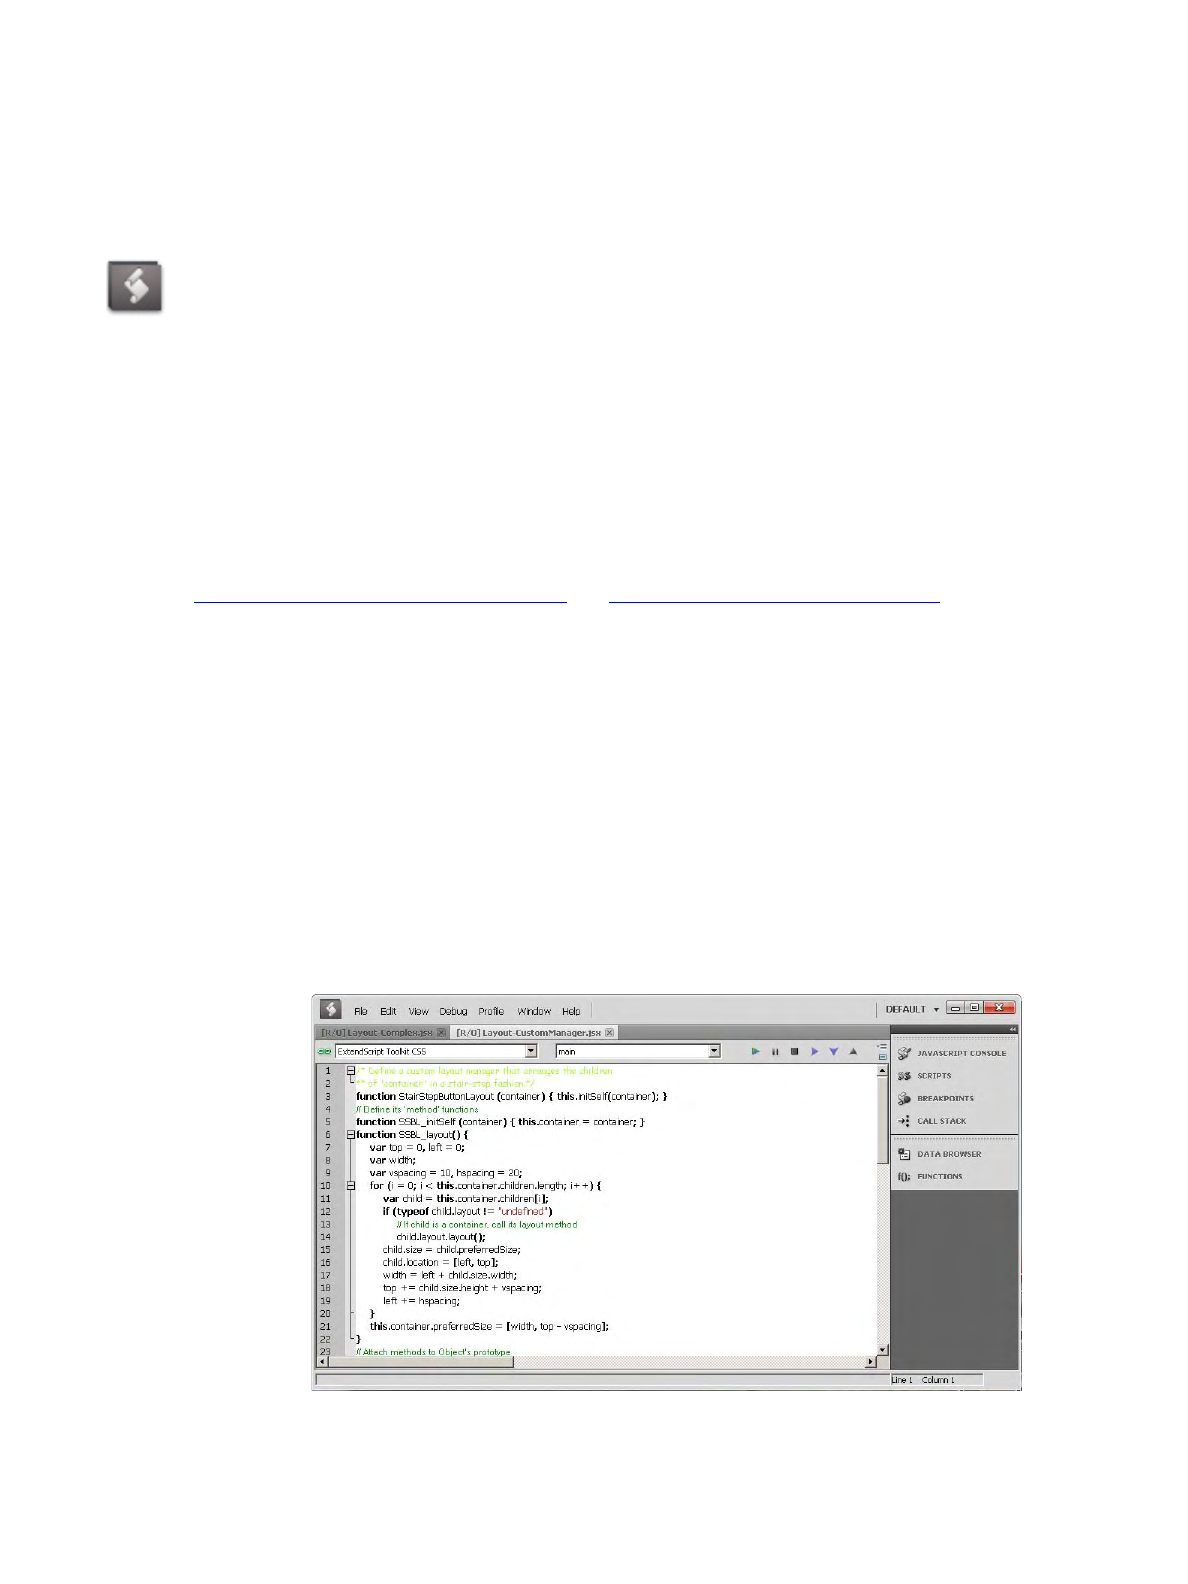 File Edit View Debug Profile Window Help DEFAULT
[R/O] Layout-Complex.jsx [R/O] Layout-CustomManager.jsx
ExtendScript Toolkit CS5 main
1 /* Define a custom layout manager that arranges the children
2 ** of 'container' in a stair-step fashion.*/
3 function StairStepButtonLayout (container) { this.initSelf(container); }
4 // Define its 'method' functions
5 function SSBL_initSelf (container) { this.container = container; }
6 function SSBL_layout() {
7 var top = 0, left = 0;
8 var width;
9 var vspacing = 10, hspacing = 20;
10 for (i = 0; i < this.container.children.length; i++) {
11 var child = this.container.children[i];
12 if (typeof child.layout != "undefined")
13 // If child is a container, call its layout method
14 child.layout.layout();
15 child.size = child.preferredSize;
16 child.location = [left, top];
17 width = left + child.size.width;
18 top += child.size.height + vspacing;
19 left += hspacing;
20 }
21 this.container.preferredSize = [width, top - vspacing];
22 }
23 // Attach methods to Object's prototype
JAVASCRIPT CONSOLE
SCRIPTS
BREAKPOINTS
CALL STACK
DATA BROWSER
f(); FUNCTIONS
Line 1 Column 1